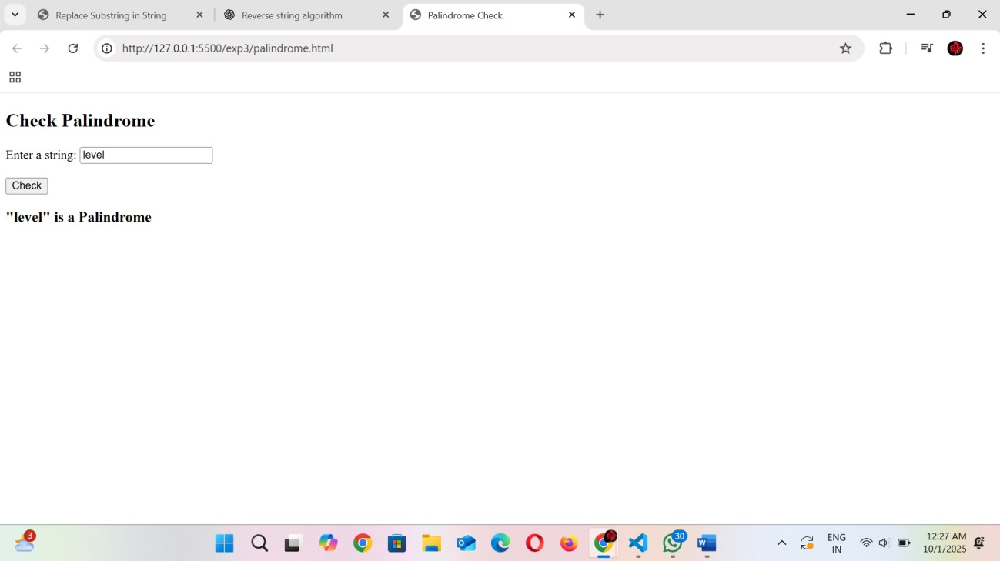 Replace Substring in String
Reverse string algorithm
Palindrome Check
http://127.0.0.1:5500/exp3/palindrome.html
Check Palindrome
Enter a string: level
Check
"level" is a Palindrome
3
30
W
ENG
IN
12:27 AM
10/1/2025